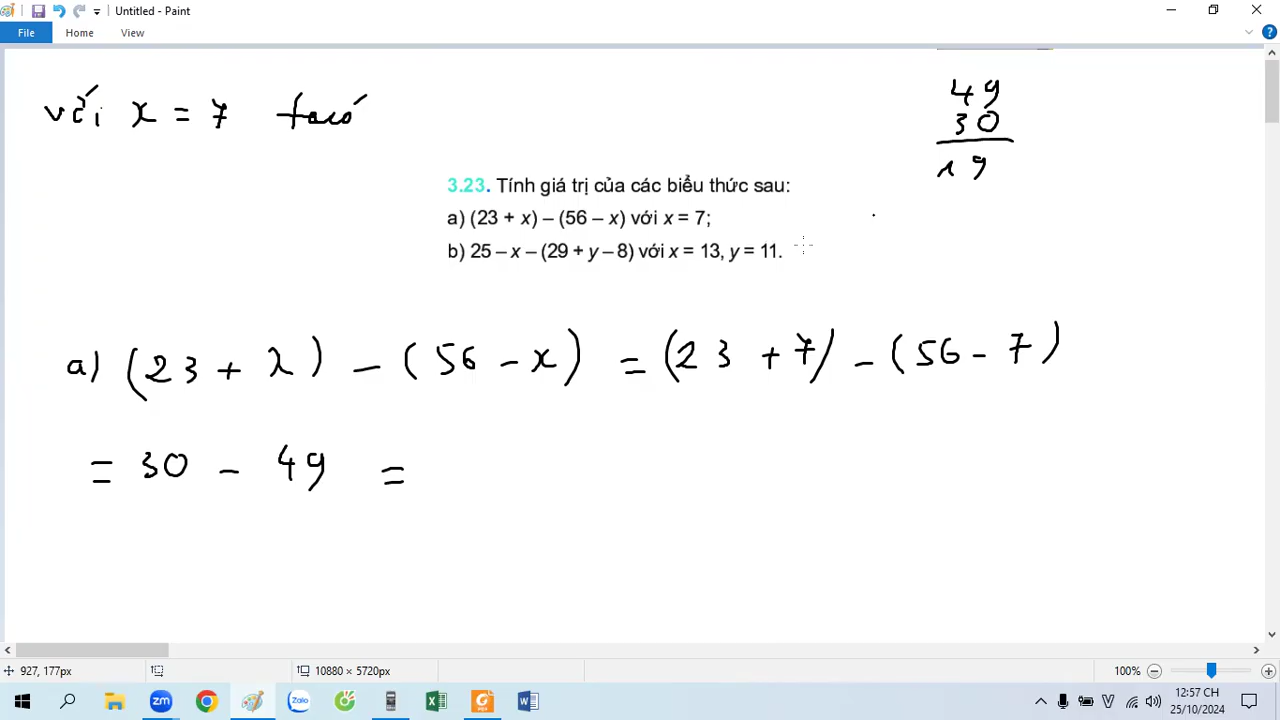 Untitled - Paint
File Home View
49
30
19
với x = 7 ta có
3.23. Tính giá trị của các biểu thức sau:
a) (23 + x) – (56 – x) với x = 7;
b) 25 – x – (29 + y – 8) với x = 13, y = 11.
a) (23 + x) - (56 - x) = (23 + 7) - (56 - 7)
= 30 - 49 =
927, 177px 10880 × 5720px 100%
12:57 CH
25/10/2024